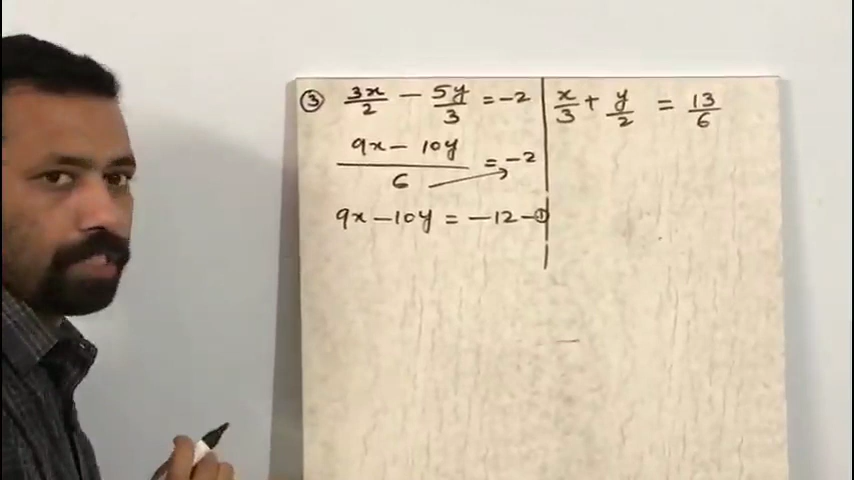 ③ 3x/2 - 5y/3 = -2
9x - 10y/6 = -2
9x - 10y = -12 - ①
x/3 + y/2 = 13/6